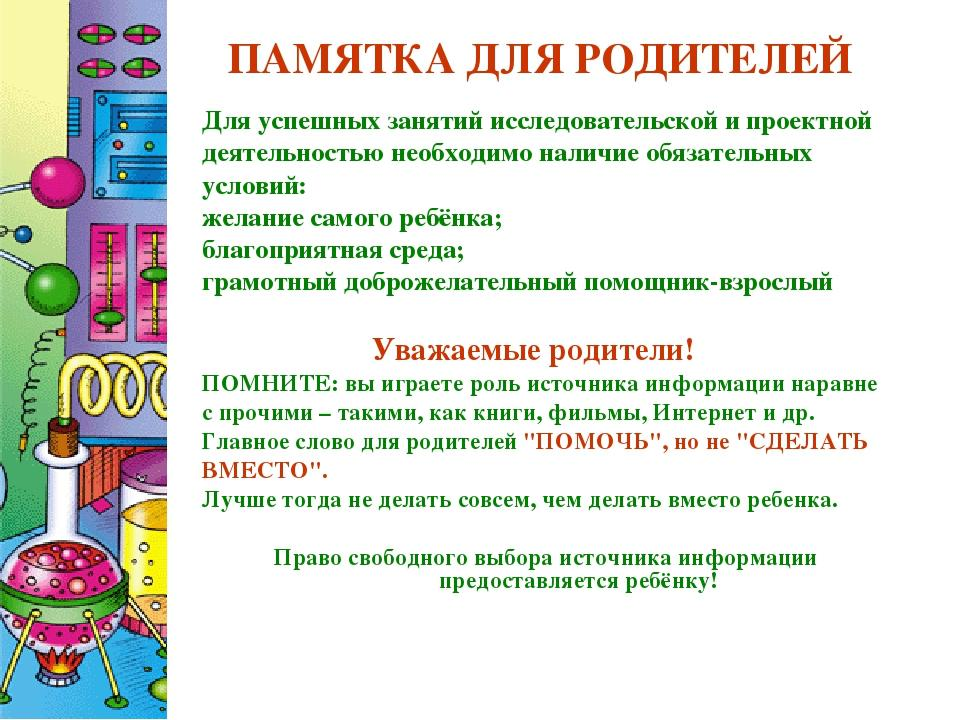 ПАМЯТКА ДЛЯ РОДИТЕЛЕЙ
Для успешных занятий исследовательской и проектной
деятельностью необходимо наличие обязательных
условий:
желание самого ребёнка;
благоприятная среда;
грамотный доброжелательный помощник-взрослый
Уважаемые родители!
ПОМНИТЕ: вы играете роль источника информации наравне
с прочими – такими, как книги, фильмы, Интернет и др.
Главное слово для родителей "ПОМОЧЬ", но не "СДЕЛАТЬ
ВМЕСТО".
Лучше тогда не делать совсем, чем делать вместо ребенка.
Право свободного выбора источника информации
предоставляется ребёнку!